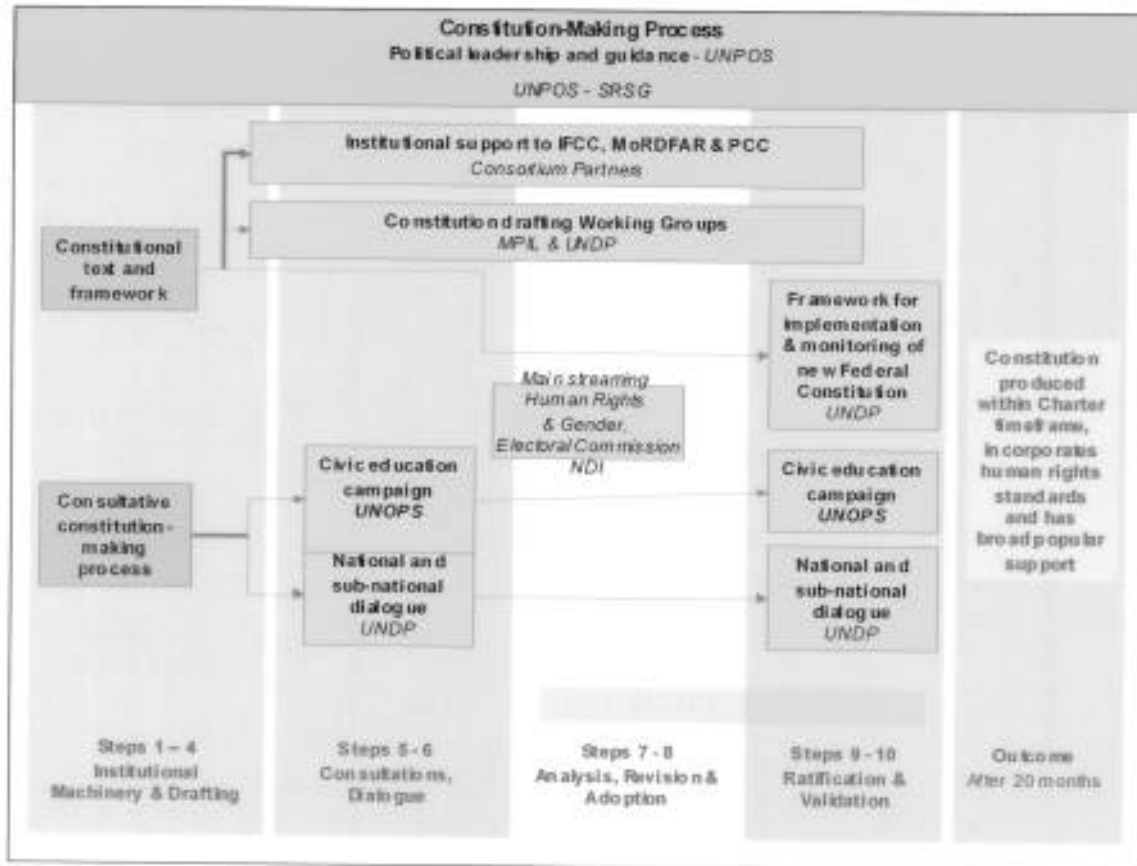 Constitution-Making Process
Political leadership and guidance - UNPOS
UNPOS - SRSG
Institutional support to IFCC, MoRDFAR & PCC
Consortium Partners
Constitution drafting Working Groups
MPIL & UNDP
Constitutional
text and
framework
Framework for
implementation
& monitoring of
new Federal
Constitution
UNDP
Main streaming
Human Rights
& Gender,
Electoral Commission
NDI
Consultative
constitution-
making
process
Civic education
campaign
UNOPS
National and
sub-national
dialogue
UNDP
Civic education
campaign
UNOPS
National and
sub-national
dialogue
UNDP
Constitution
produced
within Charter
timeframe,
incorporates
human rights
standards
and has
broad popular
support
Steps 1 – 4
Institutional
Machinery & Drafting
Steps 5 - 6
Consultations,
Dialogue
Steps 7 - 8
Analysis, Revision &
Adoption
Steps 9 - 10
Ratification &
Validation
Outcome
After 20 months